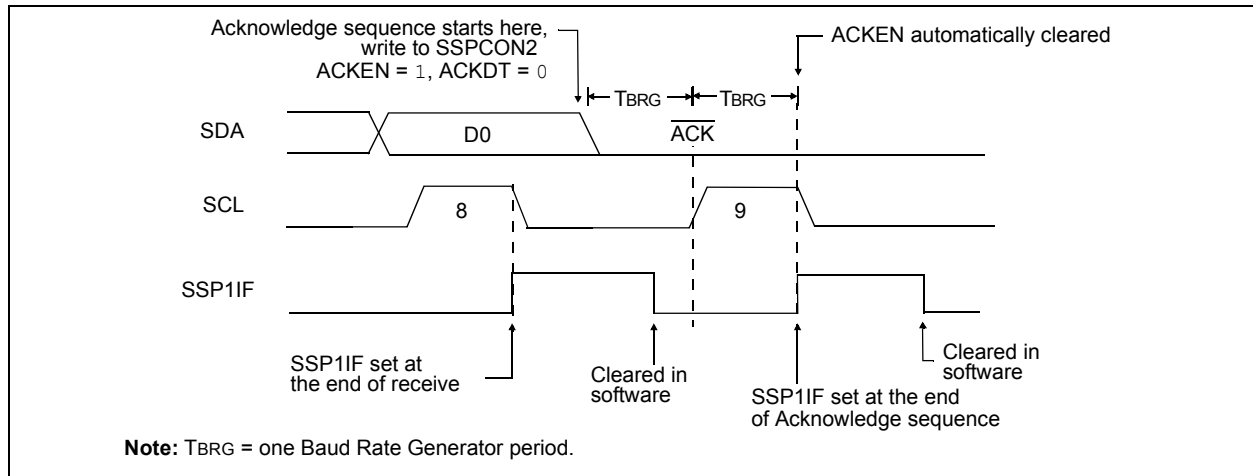 Acknowledge sequence starts here,
write to SSPCON2
ACKEN = 1, ACKDT = 0
ACKEN automatically cleared
TBRG
TBRG
SDA
D0
ACK
SCL
8
9
SSP1IF
SSP1IF set at
the end of receive
Cleared in
software
SSP1IF set at the end
of Acknowledge sequence
Cleared in
software
Note: TBRG = one Baud Rate Generator period.